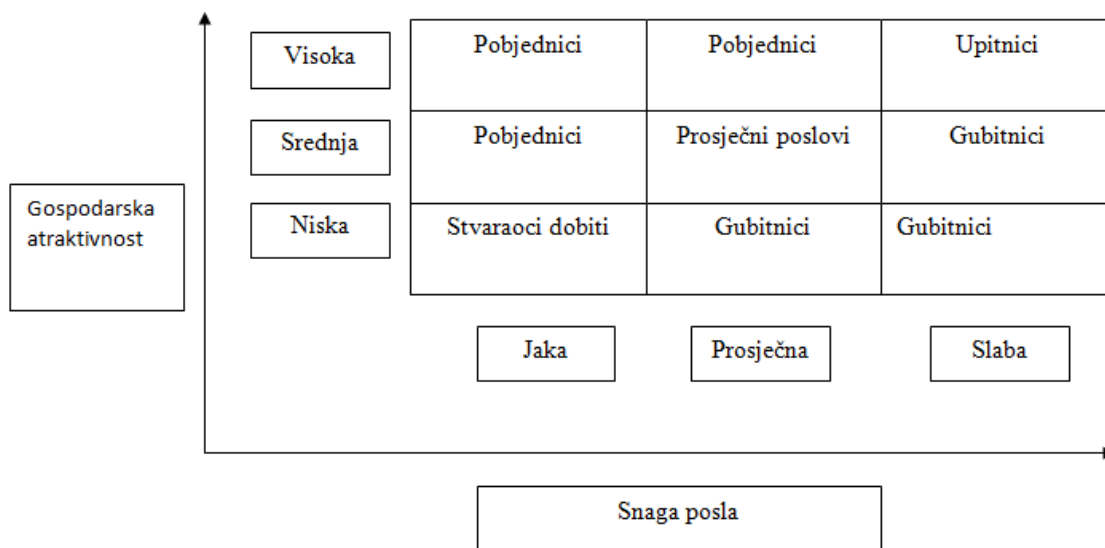 Visoka
Pobjednici
Pobjednici
Upitnici
Srednja
Pobjednici
Prosječni poslovi
Gubitnici
Gospodarska
atraktivnost
Niska
Stvaraoci dobiti
Gubitnici
Gubitnici
Jaka
Prosječna
Slaba
Snaga posla